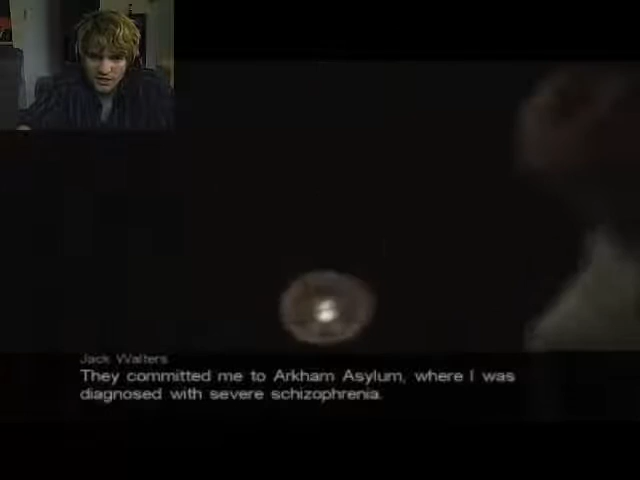 Jack Walters
They committed me to Arkham Asylum, where I was
diagnosed with severe schizophrenia.